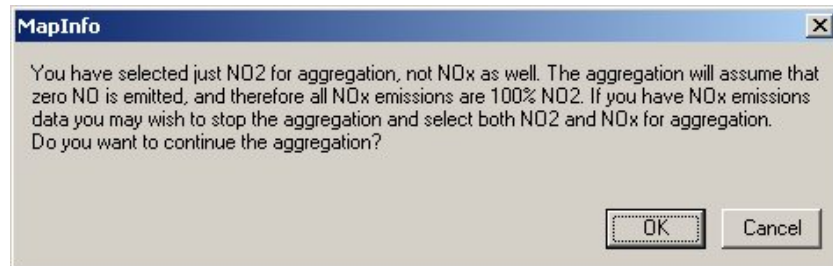 MapInfo
You have selected just NO2 for aggregation, not NOx as well. The aggregation will assume that
zero NO is emitted, and therefore all NOx emissions are 100% NO2. If you have NOx emissions
data you may wish to stop the aggregation and select both NO2 and NOx for aggregation.
Do you want to continue the aggregation?
OK Cancel